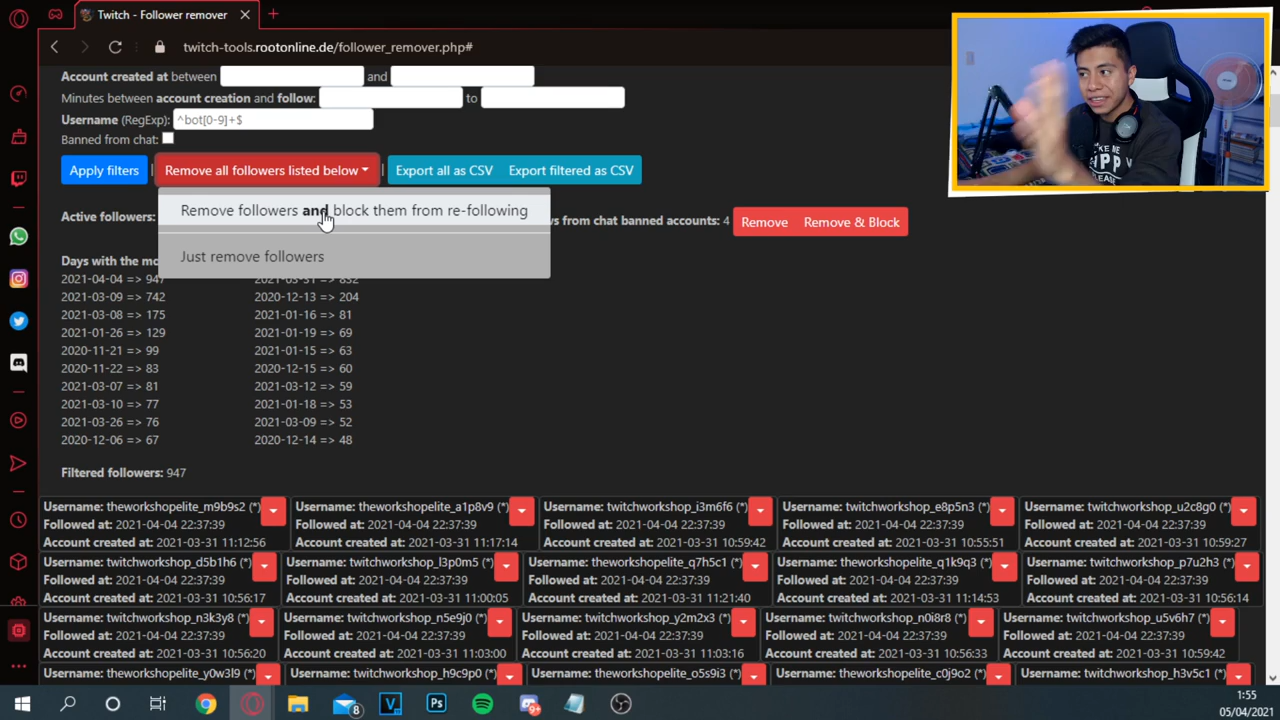 Twitch - Follower remover
twitch-tools.rootonline.de/follower_remover.php#
Account created at between and
Minutes between account creation and follow: to
Username (RegExp): ^bot[0-9]+$
Banned from chat:
Apply filters | Remove all followers listed below | Export all as CSV Export filtered as CSV
Remove followers and block them from re-following
Just remove followers
Active followers: s from chat banned accounts: 4 Remove Remove & Block
Days with the mo
2021-04-04 => 947 2021-03-31 => 832
2021-03-09 => 742 2020-12-13 => 204
2021-03-08 => 175 2021-01-16 => 81
2021-01-26 => 129 2021-01-19 => 69
2020-11-21 => 99 2021-01-15 => 63
2020-11-22 => 83 2020-12-15 => 60
2021-03-07 => 81 2021-03-12 => 59
2021-03-10 => 77 2021-01-18 => 53
2021-03-26 => 76 2021-03-09 => 52
2020-12-06 => 67 2020-12-14 => 48
Filtered followers: 947
Username: theworkshopelite_m9b9s2 (*) Username: theworkshopelite_a1p8v9 (*) Username: twitchworkshop_i3m6f6 (*) Username: twitchworkshop_e8p5n3 (*) Username: twitchworkshop_u2c8g0 (*)
Followed at: 2021-04-04 22:37:39 Followed at: 2021-04-04 22:37:39 Followed at: 2021-04-04 22:37:39 Followed at: 2021-04-04 22:37:39 Followed at: 2021-04-04 22:37:39
Account created at: 2021-03-31 11:12:56 Account created at: 2021-03-31 11:17:14 Account created at: 2021-03-31 10:59:42 Account created at: 2021-03-31 10:55:51 Account created at: 2021-03-31 10:59:27
Username: twitchworkshop_d5b1h6 (*) Username: twitchworkshop_l3p0m5 (*) Username: theworkshopelite_q7h5c1 (*) Username: theworkshopelite_q1k9q3 (*) Username: twitchworkshop_p7u2h3 (*)
Followed at: 2021-04-04 22:37:39 Followed at: 2021-04-04 22:37:39 Followed at: 2021-04-04 22:37:39 Followed at: 2021-04-04 22:37:39 Followed at: 2021-04-04 22:37:39
Account created at: 2021-03-31 10:56:17 Account created at: 2021-03-31 11:00:05 Account created at: 2021-03-31 11:21:40 Account created at: 2021-03-31 11:14:53 Account created at: 2021-03-31 10:56:14
Username: twitchworkshop_n3k3y8 (*) Username: twitchworkshop_n5e9j0 (*) Username: twitchworkshop_y2m2x3 (*) Username: twitchworkshop_n0i8r8 (*) Username: twitchworkshop_u5v6h7 (*)
Followed at: 2021-04-04 22:37:39 Followed at: 2021-04-04 22:37:39 Followed at: 2021-04-04 22:37:39 Followed at: 2021-04-04 22:37:39 Followed at: 2021-04-04 22:37:39
Account created at: 2021-03-31 10:56:20 Account created at: 2021-03-31 11:03:00 Account created at: 2021-03-31 11:03:16 Account created at: 2021-03-31 10:56:33 Account created at: 2021-03-31 10:59:42
Username: theworkshopelite_y0w3l9 (*) Username: twitchworkshop_h9c9p0 (*) Username: theworkshopelite_o5s9i3 (*) Username: theworkshopelite_c0j9o2 (*) Username: twitchworkshop_h3v5c1 (*)
8
1:55
05/04/2021